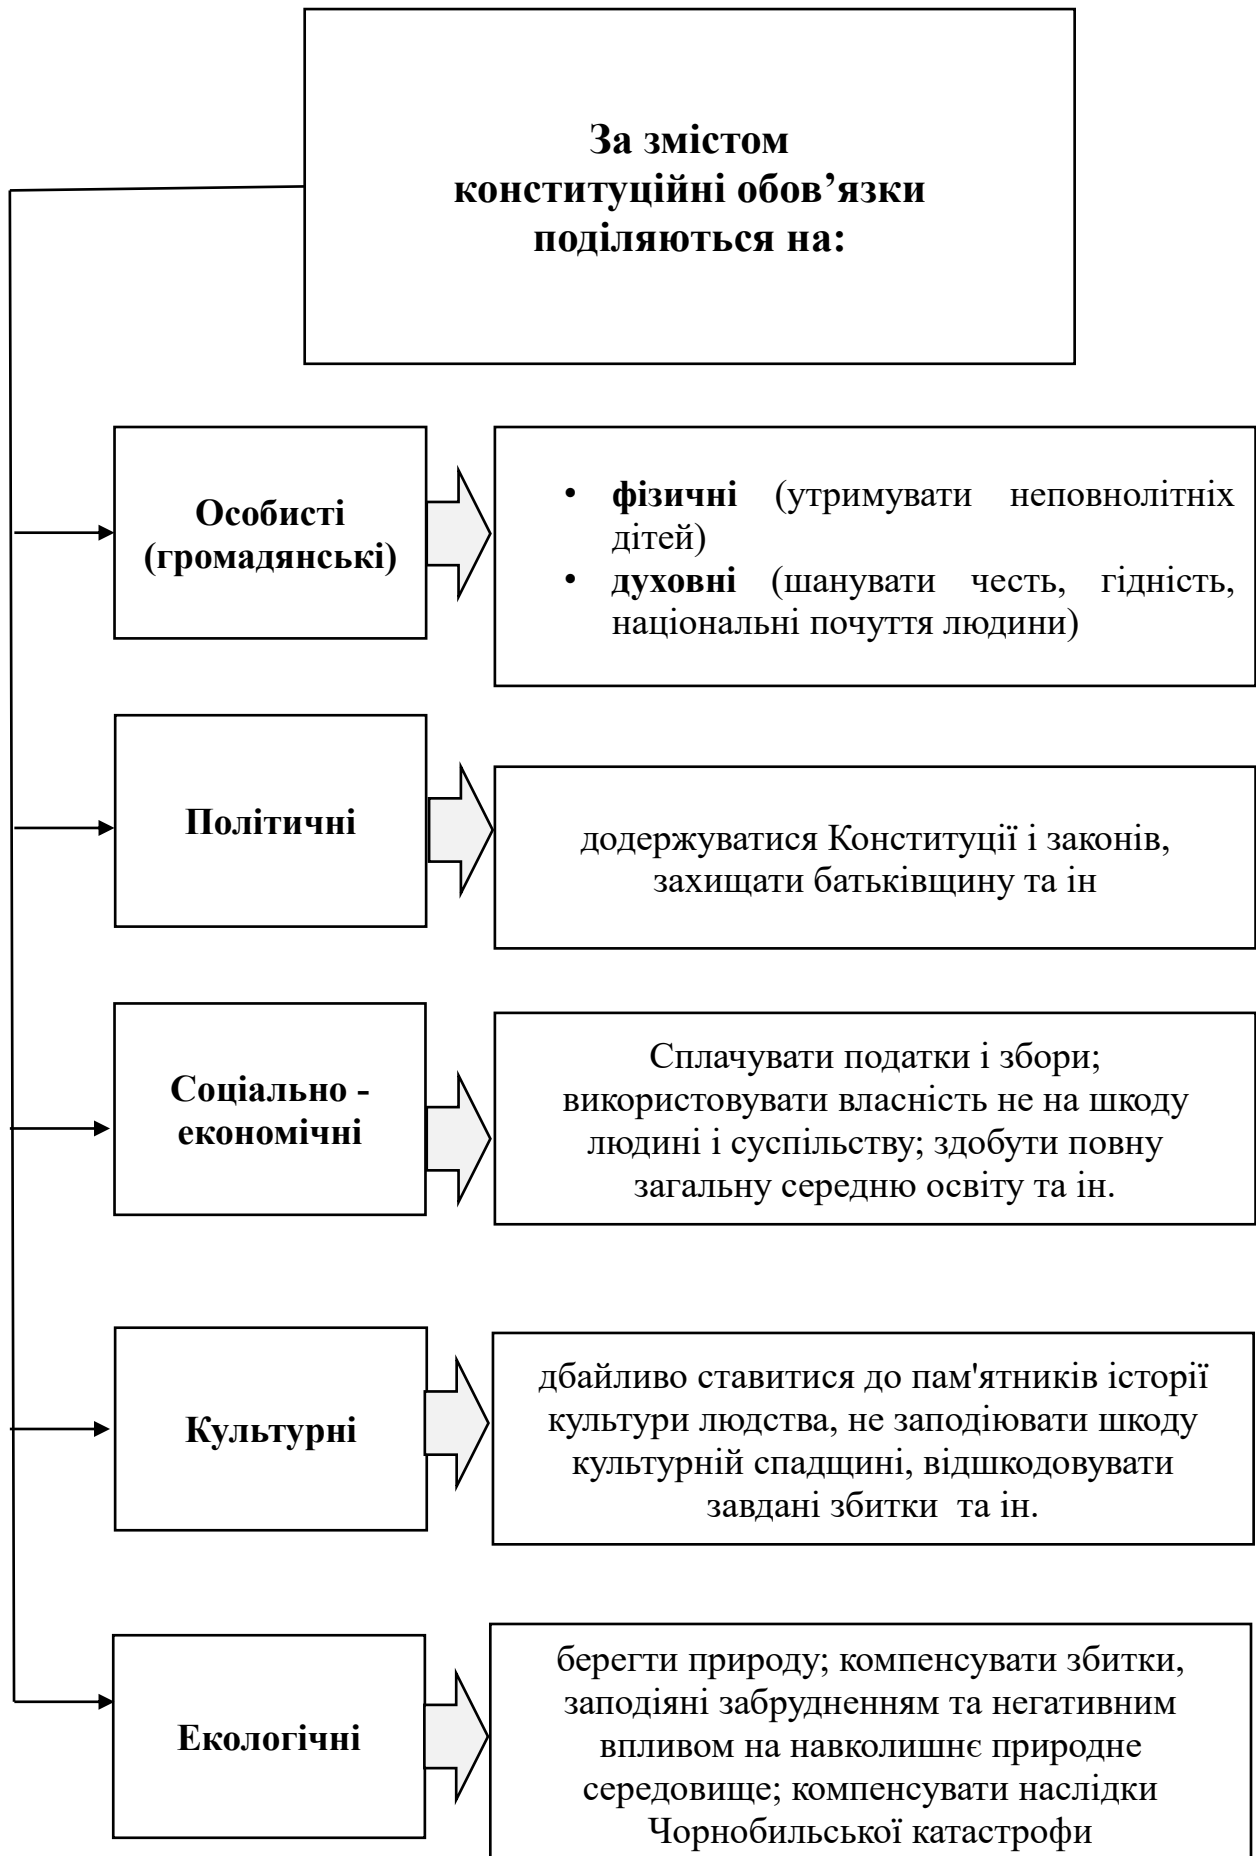 За змістом
конституційні обов’язки
поділяються на:
Особисті
(громадянські)
• фізичні (утримувати неповнолітніх
дітей)
• духовні (шанувати честь, гідність,
національні почуття людини)
Політичні
додержуватися Конституції і законів,
захищати батьківщину та ін
Соціально -
економічні
Сплачувати податки і збори;
використовувати власність не на шкоду
людині і суспільству; здобути повну
загальну середню освіту та ін.
Культурні
дбайливо ставитися до пам'ятників історії
культури людства, не заподіювати шкоду
культурній спадщині, відшкодовувати
завдані збитки та ін.
Екологічні
берегти природу; компенсувати збитки,
заподіяні забрудненням та негативним
впливом на навколишнє природне
середовище; компенсувати наслідки
Чорнобильської катастрофи